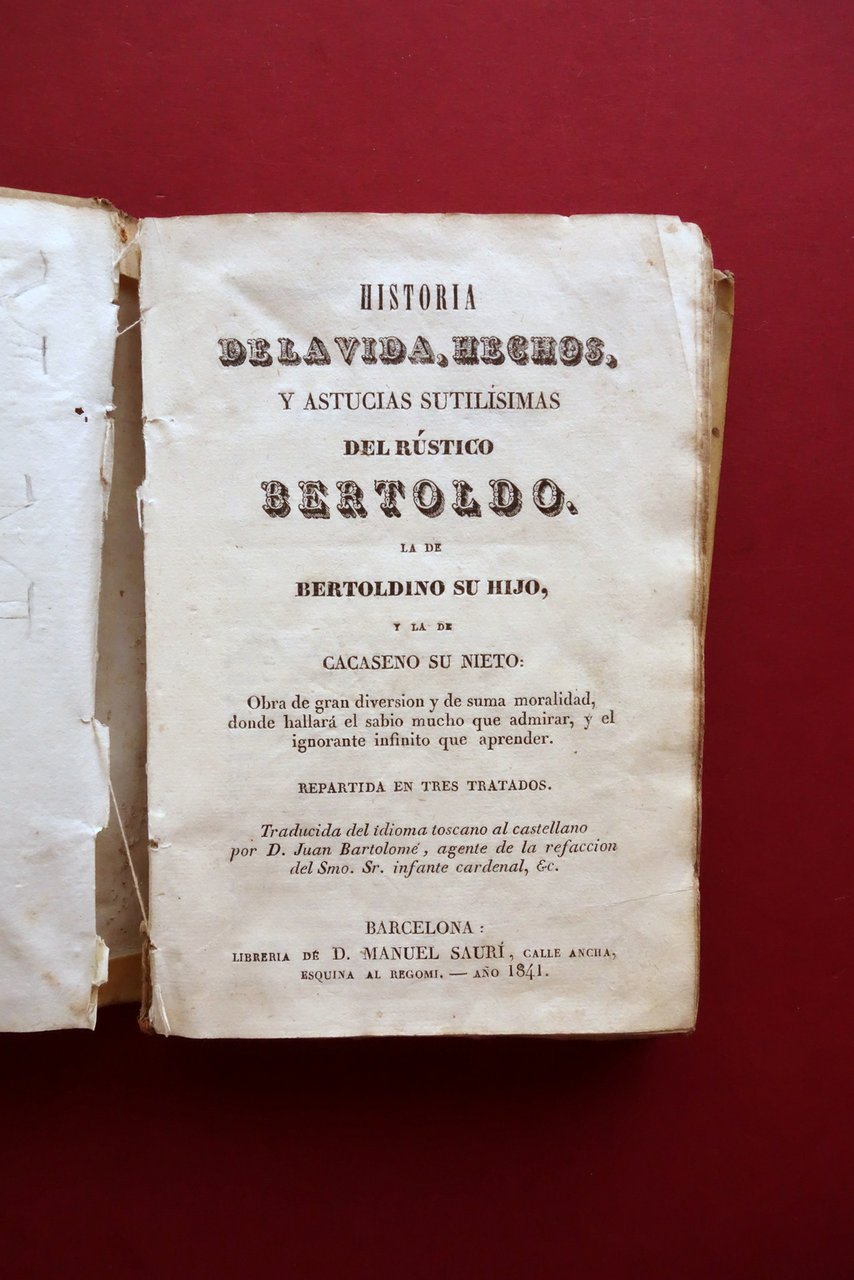 HISTORIA
DE LA VIDA, HECHOS,
Y ASTUCIAS SUTILÍSIMAS
DEL RÚSTICO
BERTOLDO.
LA DE
BERTOLDINO SU HIJO,
Y LA DE
CACASENO SU NIETO:
Obra de gran diversion y de suma moralidad,
donde hallará el sabio mucho que admirar, y el
ignorante infinito que aprender.
REPARTIDA EN TRES TRATADOS.
Traducida del idioma toscano al castellano
por D. Juan Bartolomé, agente de la refaccion
del Smo. Sr. infante cardenal, &c.
BARCELONA:
LIBRERIA DÉ D. MANUEL SAURÍ, CALLE ANCHA,
ESQUINA AL REGOMI. — AÑO 1841.